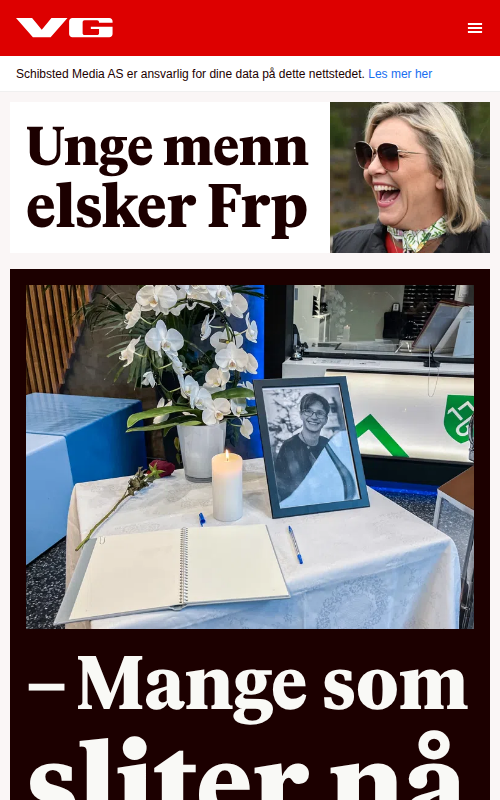 VG
Schibsted Media AS er ansvarlig for dine data på dette nettstedet. Les mer her
Unge menn
elsker Frp
– Mange som
sliter nå